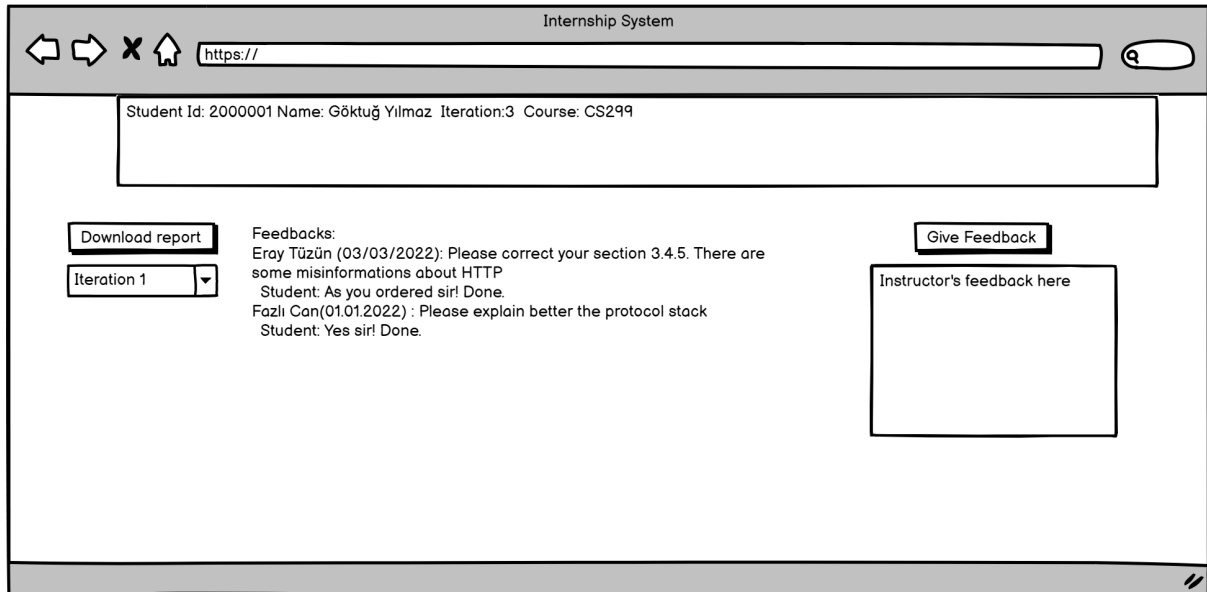 Internship System
https://
Student Id: 2000001 Name: Göktuğ Yılmaz Iteration:3 Course: CS299
Download report
Iteration 1
Feedbacks:
Eray Tüzün (03/03/2022): Please correct your section 3.4.5. There are
some misinformations about HTTP
Student: As you ordered sir! Done.
Fazlı Can(01.01.2022) : Please explain better the protocol stack
Student: Yes sir! Done.
Give Feedback
Instructor's feedback here